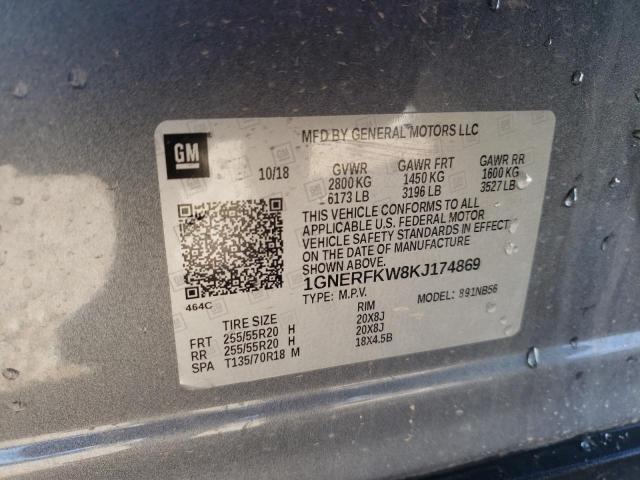 GM
MFD BY GENERAL MOTORS LLC
10/18 GVWR GAWR FRT GAWR RR
2800 KG 1450 KG 1600 KG
6173 LB 3196 LB 3527 LB
THIS VEHICLE CONFORMS TO ALL
APPLICABLE U.S. FEDERAL MOTOR
VEHICLE SAFETY STANDARDS IN EFFECT
ON THE DATE OF MANUFACTURE
SHOWN ABOVE.
1GNERFKW8KJ174869
TYPE: M.P.V. MODEL: 891NB56
464C
TIRE SIZE RIM
FRT 255/55R20 H 20X8J
RR 255/55R20 H 20X8J
SPA T135/70R18 M 18X4.5B